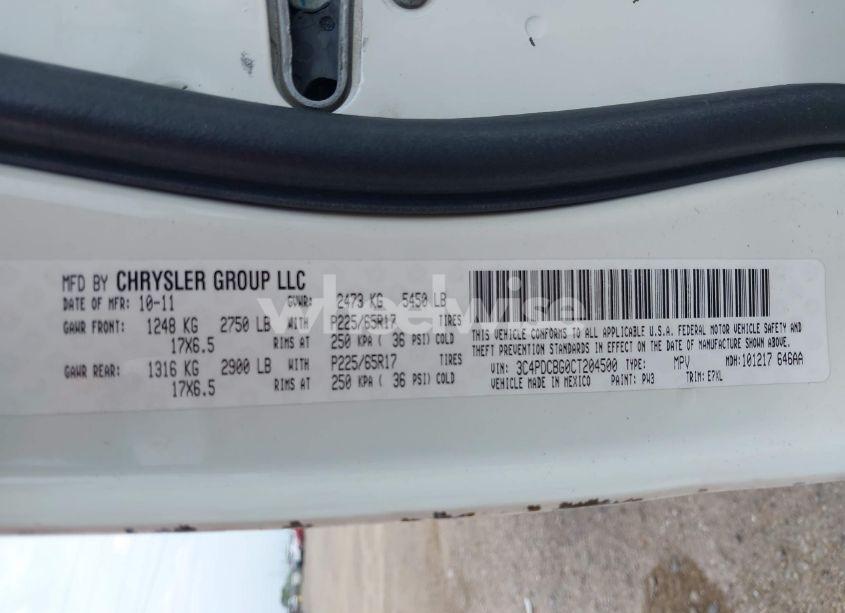 MFD BY CHRYSLER GROUP LLC
DATE OF MFR: 10-11 GVWR: 2473 KG 5450 LB
GAWR FRONT: 1248 KG 2750 LB WITH P225/65R17 TIRES
17X6.5 RIMS AT 250 KPA ( 36 PSI) COLD
GAWR REAR: 1316 KG 2900 LB WITH P225/65R17 TIRES
17X6.5 RIMS AT 250 KPA ( 36 PSI) COLD
THIS VEHICLE CONFORMS TO ALL APPLICABLE U.S.A. FEDERAL MOTOR VEHICLE SAFETY AND
THEFT PREVENTION STANDARDS IN EFFECT ON THE DATE OF MANUFACTURE SHOWN ABOVE.
VIN: 3C4PDCBG0CT204500 TYPE: MPV MDH:101217 646AA
VEHICLE MADE IN MEXICO PAINT: PW3 TRIM: E7XL
wheelwise